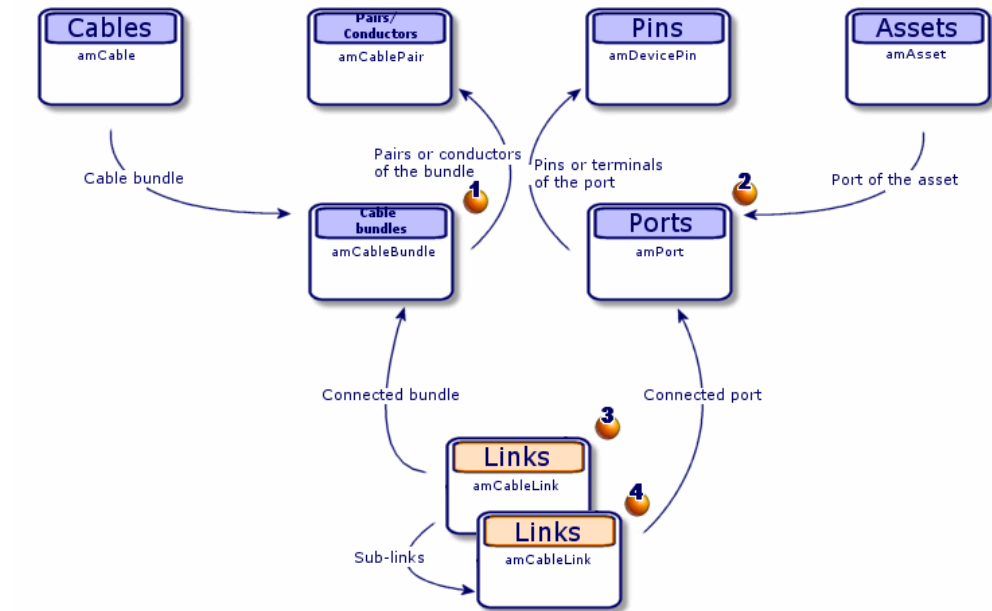 Cables
amCable
Pairs/
Conductors
amCablePair
Pins
amDevicePin
Assets
amAsset
Cable bundle
Pairs or conductors
of the bundle
Pins or terminals
of the port
Port of the asset
1
2
Cable
bundles
amCableBundle
Ports
amPort
Connected bundle
Connected port
3
Links
amCableLink
4
Links
amCableLink
Sub-links